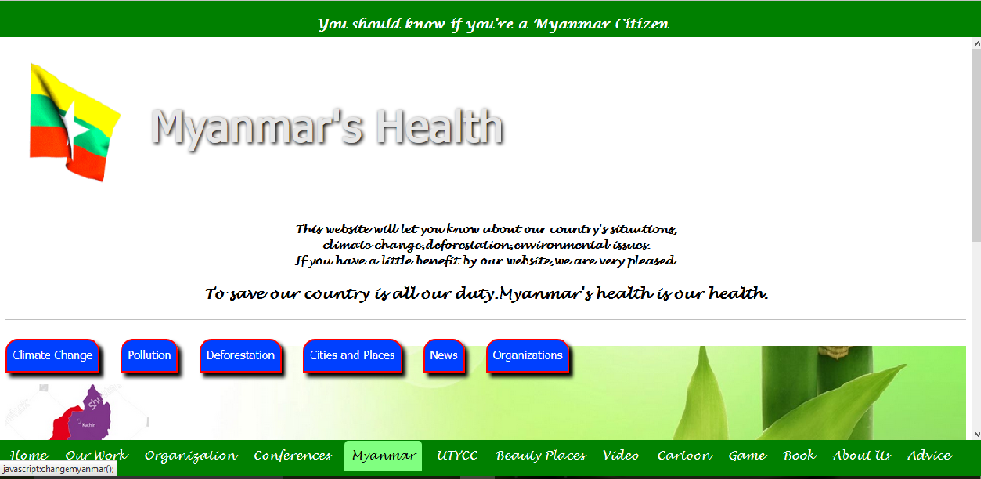 You should know if you're a Myanmar Citizen
Myanmar's Health
This website will let you know about our country's situations,
climate change,deforestation,environmental issues.
If you have a little benefit by our website,we are very pleased
To save our country is all our duty.Myanmar's health is our health.
Climate Change Pollution Deforestation Cities and Places News Organizations
Home Our Work Organization Conferences Myanmar UTYCC Beauty Places Video Cartoon Game Book About Us Advice
javascript:changemyanmar();